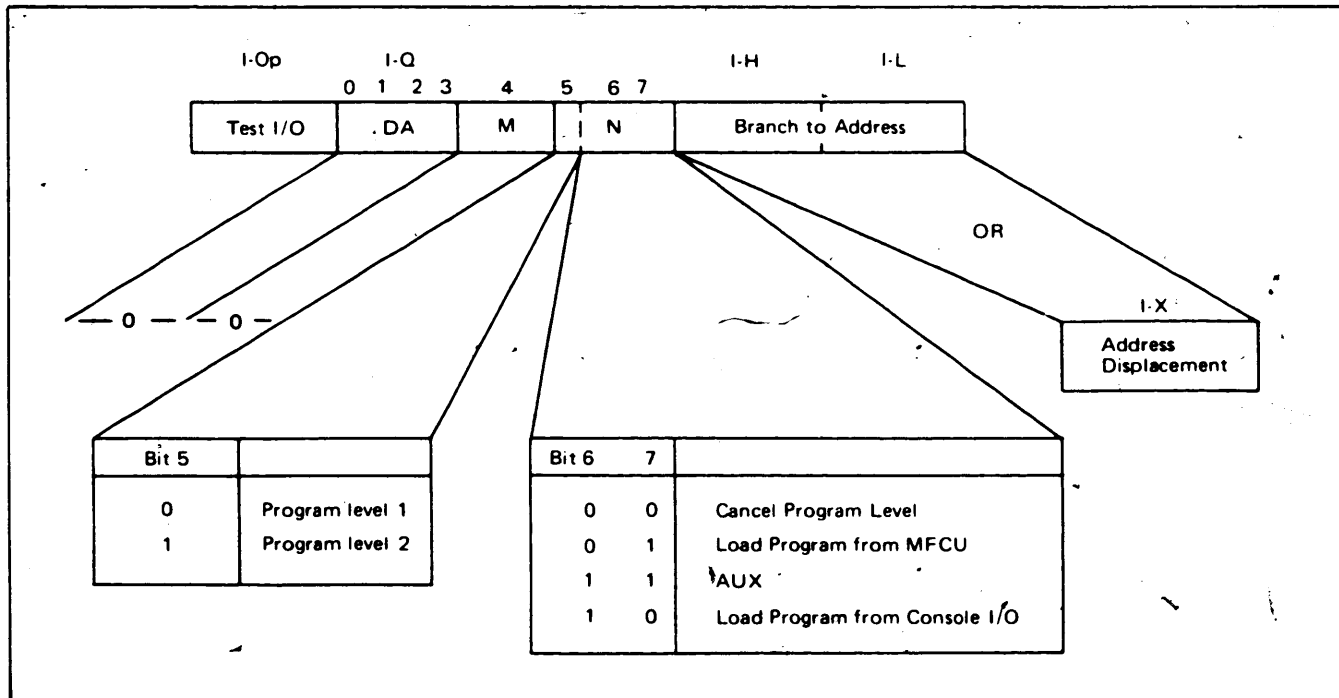 I-Op I-Q I-H I-L
0 1 2 3 4 5 6 7
Test I/O .DA M N Branch to Address
OR
— 0 — – 0 –
I-X
Address
Displacement
Bit 5
0 Program level 1
1 Program level 2
Bit 6 7
0 0 Cancel Program Level
0 1 Load Program from MFCU
1 1 AUX
1 0 Load Program from Console I/O